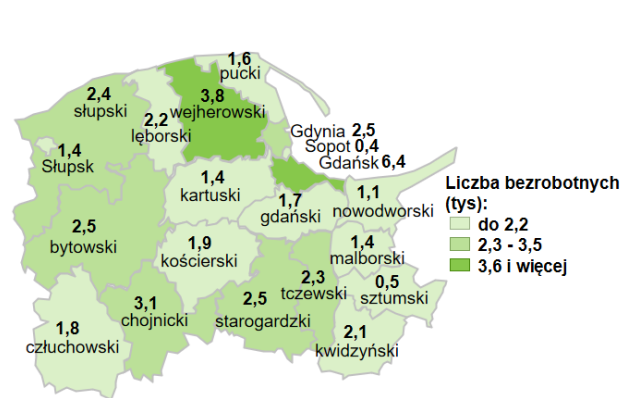 1,6
pucki
2,4
słupski
3,8
wejherowski
2,2
lęborski
Gdynia 2,5
Sopot 0,4
Gdańsk 6,4
1,4
Słupsk
1,4
kartuski
1,7
gdański
1,1
nowodworski
2,5
bytowski
1,9
kościerski
1,4
malborski
0,5
sztumski
2,3
tczewski
2,5
starogardzki
3,1
chojnicki
1,8
człuchowski
2,1
kwidzyński
Liczba bezrobotnych
(tys):
do 2,2
2,3 - 3,5
3,6 i więcej